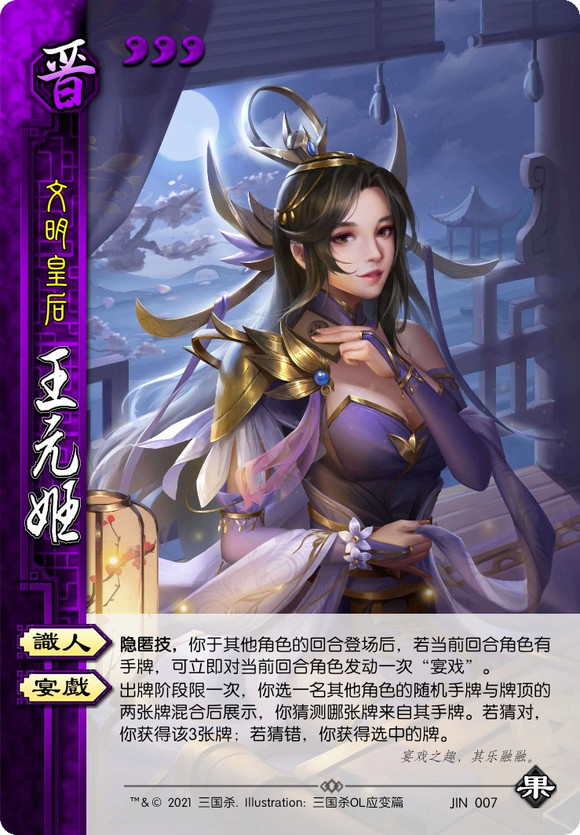 晋
文明皇后
王元姬
識人
隐匿技，你于其他角色的回合登场后，若当前回合角色有
手牌，可立即对当前回合角色发动一次“宴戏”。
宴戲
出牌阶段限一次，你选一名其他角色的随机手牌与牌顶的
两张牌混合后展示，你猜测哪张牌来自其手牌。若猜对，
你获得该3张牌；若猜错，你获得选中的牌。
宴戏之趣，其乐融融。
™&© 2021 三国杀. Illustration: 三国杀OL应变篇
JIN 007
果